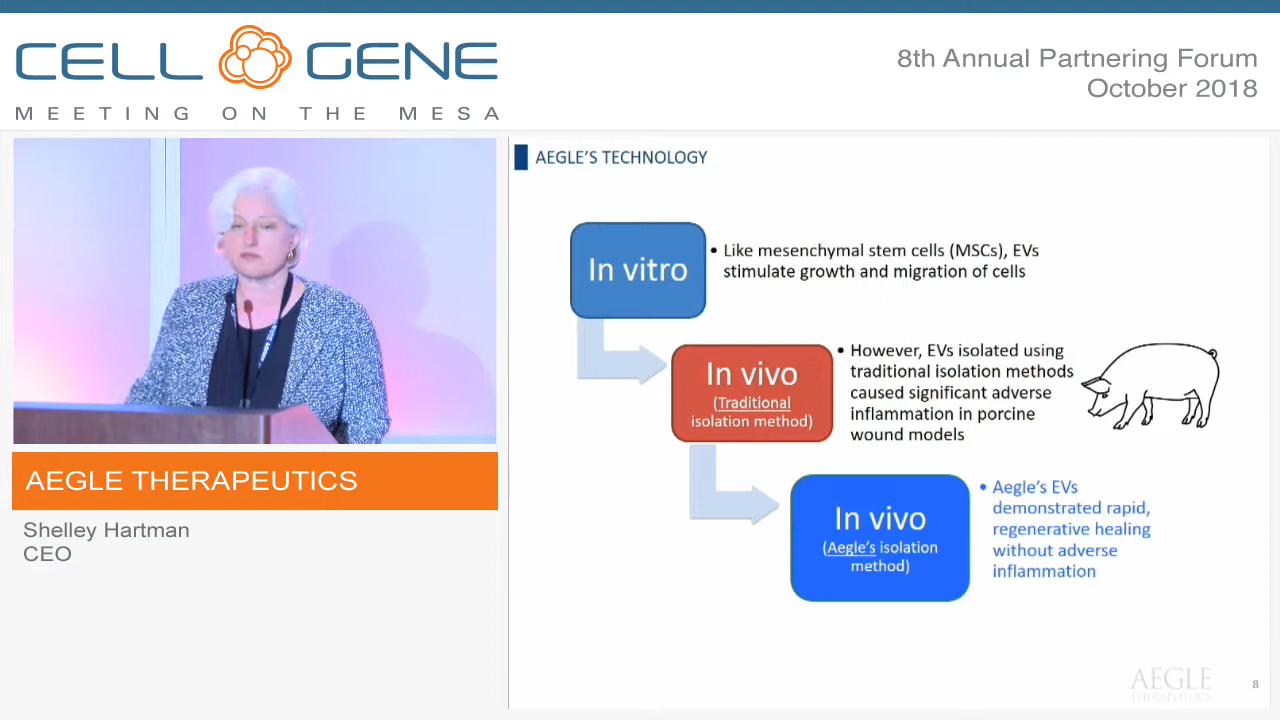 CELL GENE
MEETING ON THE MESA
8th Annual Partnering Forum
October 2018
AEGLE'S TECHNOLOGY
In vitro
• Like mesenchymal stem cells (MSCs), EVs
stimulate growth and migration of cells
In vivo
(Traditional
isolation method)
• However, EVs isolated using
traditional isolation methods
caused significant adverse
inflammation in porcine
wound models
In vivo
(Aegle's isolation
method)
• Aegle's EVs
demonstrated rapid,
regenerative healing
without adverse
inflammation
AEGLE
THERAPEUTICS
8
AEGLE THERAPEUTICS
Shelley Hartman
CEO